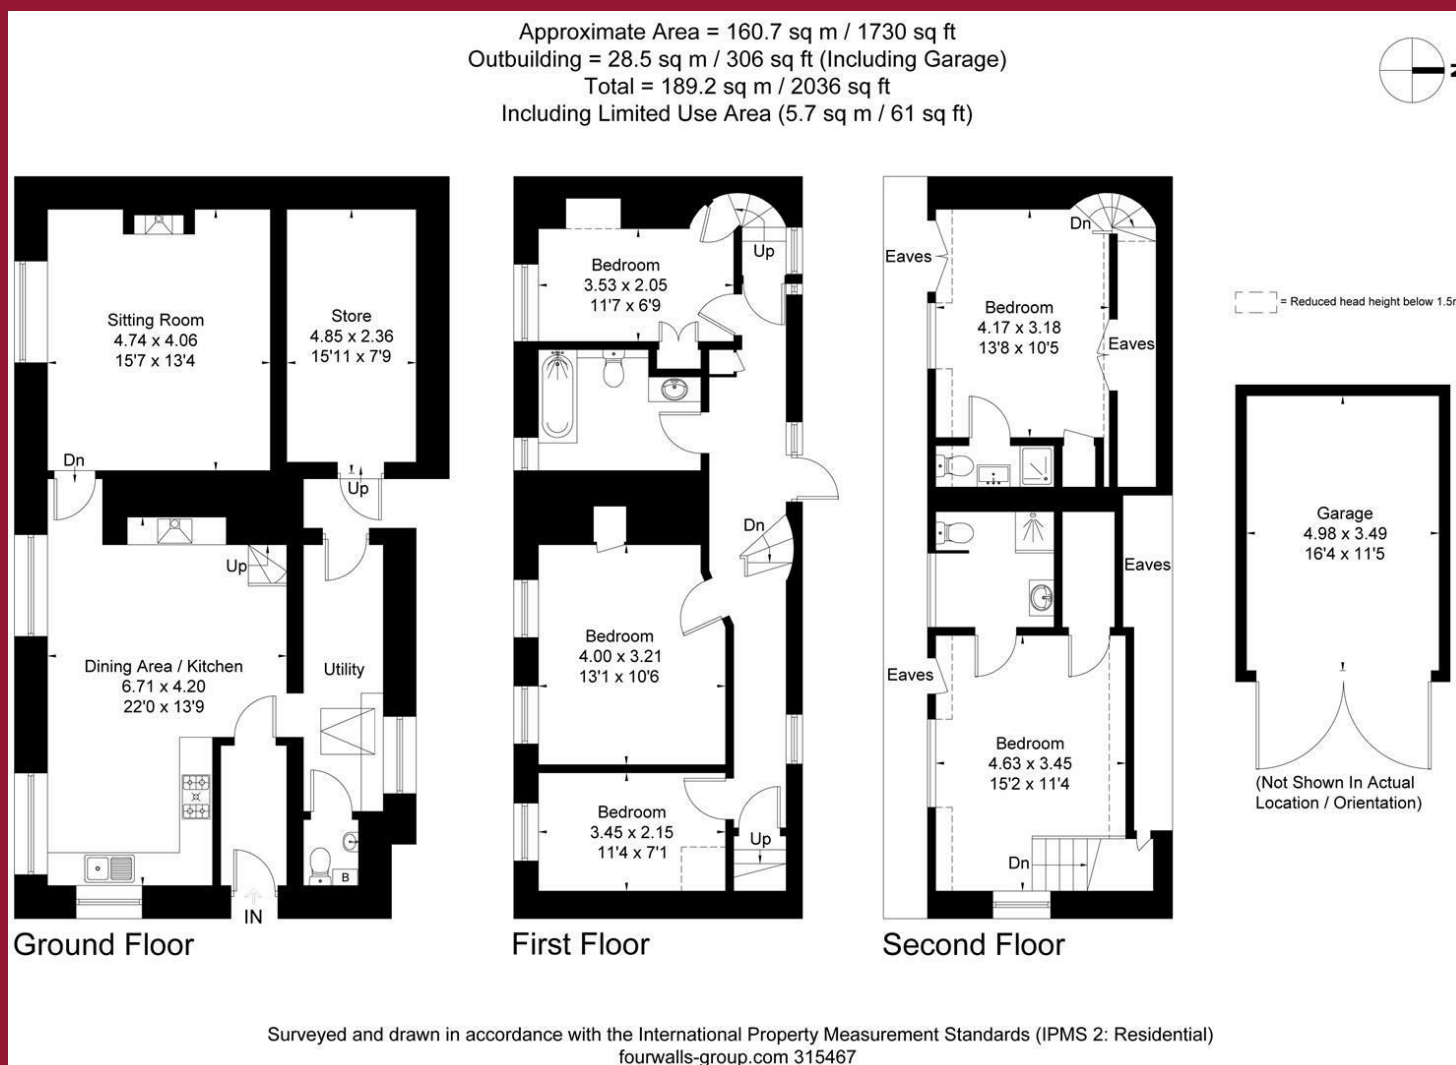 Approximate Area = 160.7 sq m / 1730 sq ft
Outbuilding = 28.5 sq m / 306 sq ft (Including Garage)
Total = 189.2 sq m / 2036 sq ft
Including Limited Use Area (5.7 sq m / 61 sq ft)
Sitting Room
4.74 x 4.06
15'7 x 13'4
Store
4.85 x 2.36
15'11 x 7'9
Dn
Up
Up
Dining Area / Kitchen
6.71 x 4.20
22'0 x 13'9
Utility
B
IN
Ground Floor
Bedroom
3.53 x 2.05
11'7 x 6'9
Up
Dn
Bedroom
4.00 x 3.21
13'1 x 10'6
Bedroom
3.45 x 2.15
11'4 x 7'1
Up
First Floor
Dn
Eaves
Bedroom
4.17 x 3.18
13'8 x 10'5
Eaves
Eaves
Eaves
Bedroom
4.63 x 3.45
15'2 x 11'4
Dn
Second Floor
= Reduced head height below 1.5m
Garage
4.98 x 3.49
16'4 x 11'5
(Not Shown In Actual
Location / Orientation)
Surveyed and drawn in accordance with the International Property Measurement Standards (IPMS 2: Residential)
fourwalls-group.com 315467